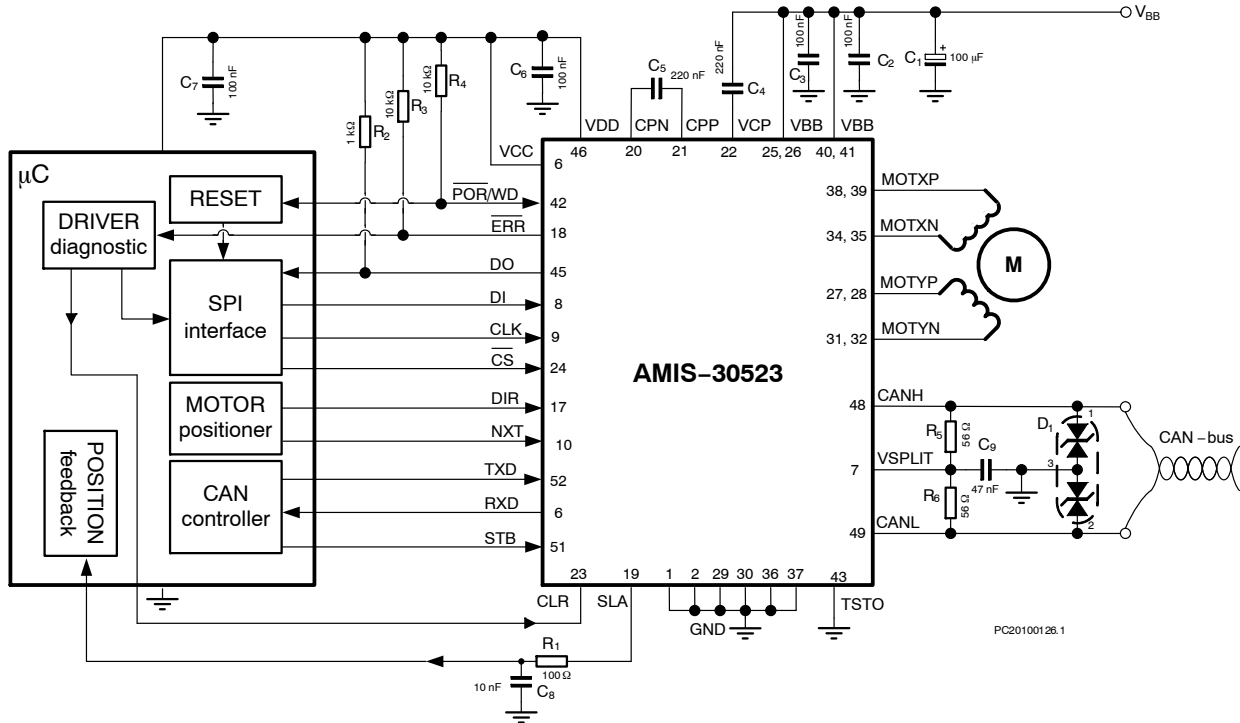 V_BB
C7
100 nF
1 kΩ
R2
10 kΩ
R3
10 kΩ
R4
C6
100 nF
C5
220 nF
220 nF
C4
100 nF
C3
100 nF
C2
C1
+
100 µF
VCC
VDD
CPN
CPP
VCP
VBB
VBB
6
46
20
21
22
25, 26
40, 41
µC
RESET
DRIVER
diagnostic
SPI
interface
MOTOR
positioner
CAN
controller
POSITION
feedback
POR/WD
42
ERR
18
DO
45
DI
8
CLK
9
CS
24
DIR
17
NXT
10
TXD
52
RXD
6
STB
51
AMIS-30523
38, 39
MOTXP
34, 35
MOTXN
M
27, 28
MOTYP
31, 32
MOTYN
48
CANH
7
VSPLIT
49
CANL
R5
56 Ω
R6
56 Ω
C9
47 nF
D1
1
3
2
CAN-bus
23
19
1
2
29
30
36
37
43
CLR
SLA
GND
TSTO
R1
100 Ω
10 nF
C8
PC20100126.1